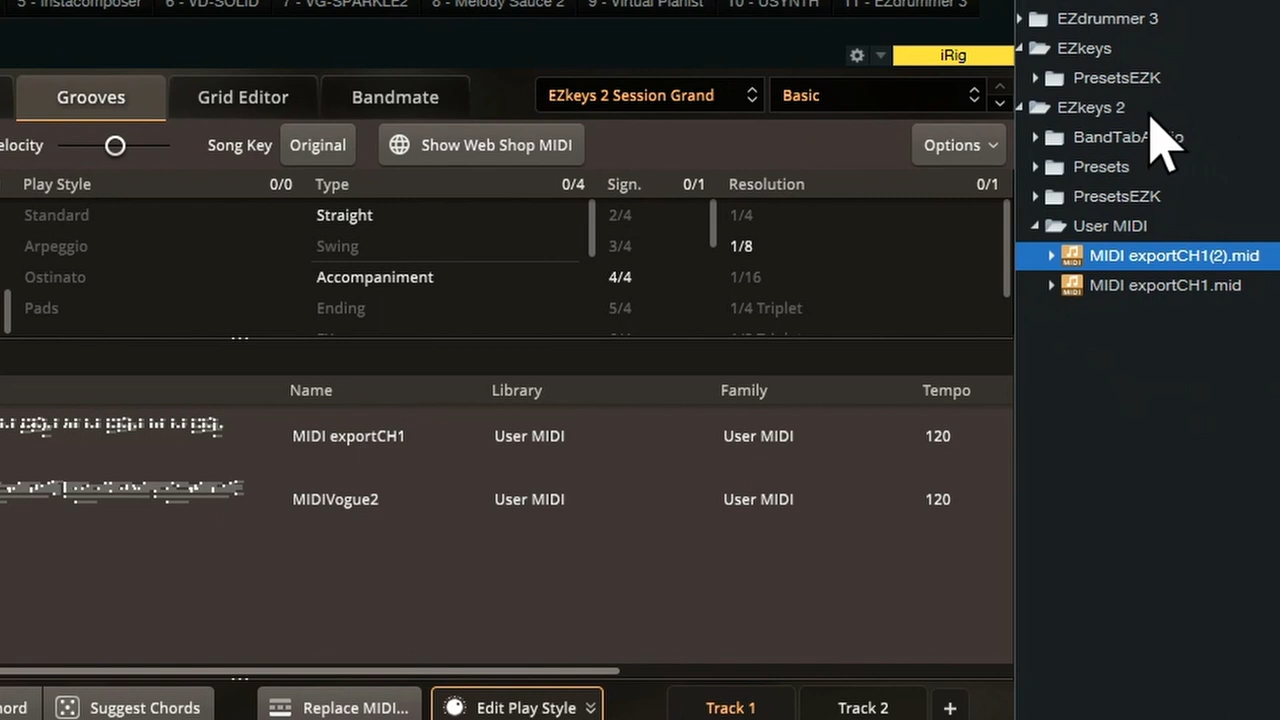 5 - Instacomposer 6 - VD-SOLID 7 - VG-SPARKLE2 8 - Melody Sauce 2 9 - Virtual Pianist 10 - USYNTH 11 - EZdrummer 3
EZdrummer 3
EZkeys
iRig
PresetsEZK
Grooves Grid Editor Bandmate EZkeys 2 Session Grand Basic
EZkeys 2
BandTabAudio
elocity Song Key Original Show Web Shop MIDI Options
Presets
PresetsEZK
User MIDI
MIDI exportCH1(2).mid
MIDI exportCH1.mid
Play Style 0/0 Type 0/4 Sign. 0/1 Resolution 0/1
Standard Straight 2/4 1/4
Arpeggio Swing 3/4 1/8
Ostinato Accompaniment 4/4 1/16
Pads Ending 5/4 1/4 Triplet
Name Library Family Tempo
MIDI exportCH1 User MIDI User MIDI 120
MIDIVogue2 User MIDI User MIDI 120
ord Suggest Chords Replace MIDI... Edit Play Style Track 1 Track 2 +